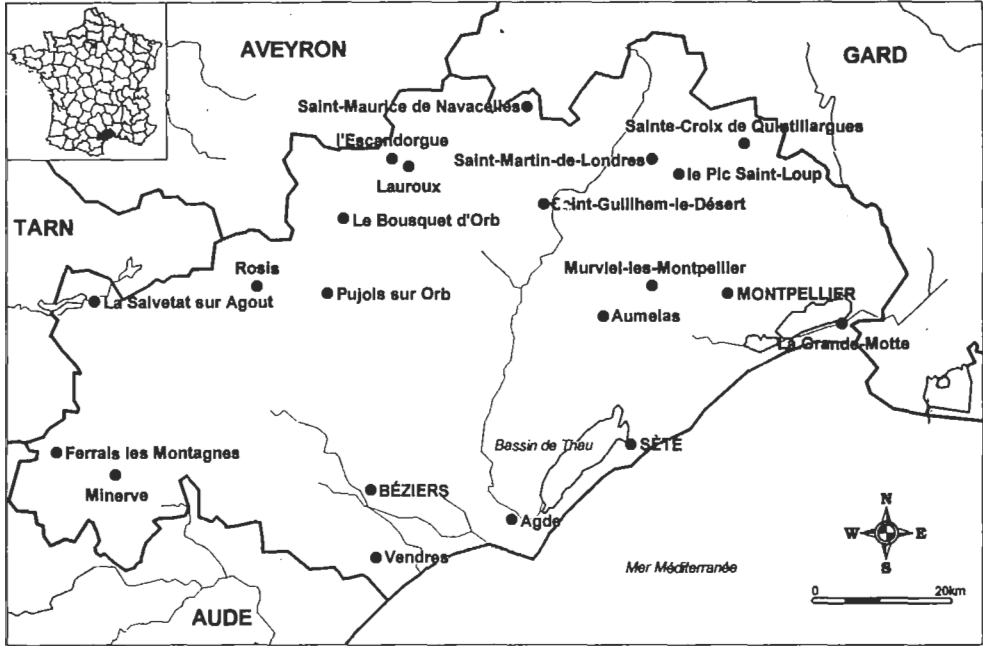 AVEYRON
GARD
Saint-Maurice de Navacelles
Sainte-Croix de Quintillargues
l'Escandorgue
Saint-Martin-de-Londres
Lauroux
le Pic Saint-Loup
Saint-Guilhem-le-Désert
Le Bousquet d'Orb
TARN
Rosis
Murviel-les-Montpellier
La Salvetat sur Agout
Pujols sur Orb
MONTPELLIER
Aumelas
La Grande-Motte
Bassin de Thau
SÈTE
Ferrals les Montagnes
Minerve
BÉZIERS
Agde
N
W E
S
Vendres
Mer Méditerranée
0 20km
AUDE